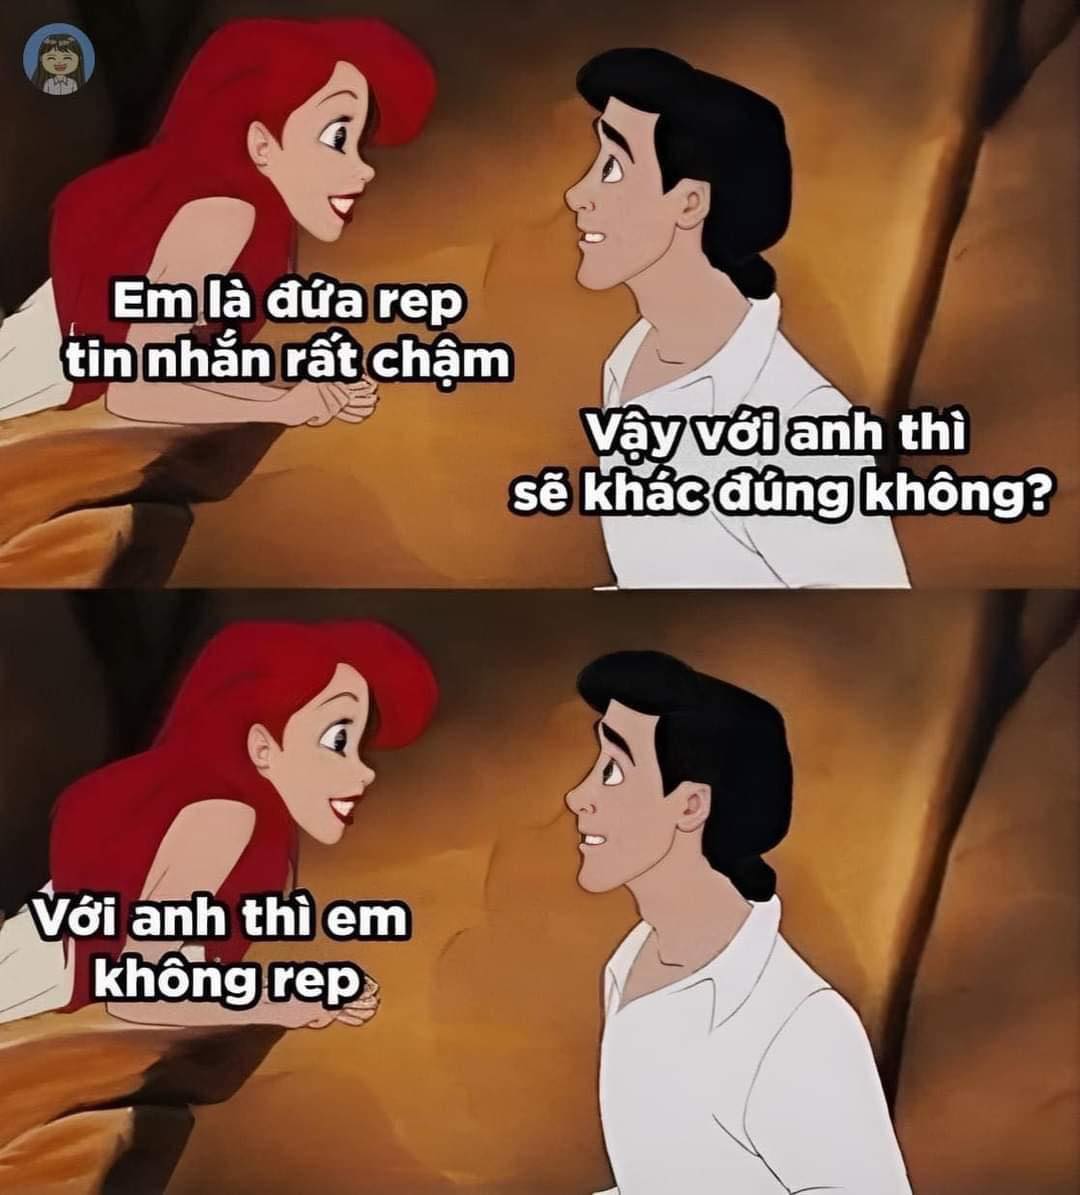 Em là đứa rep
tin nhắn rất chậm
Vậy với anh thì
sẽ khác đúng không?
Với anh thì em
không rep